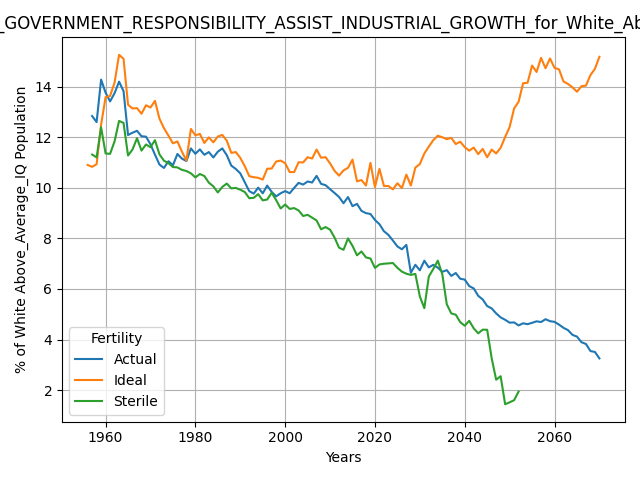 _GOVERNMENT_RESPONSIBILITY_ASSIST_INDUSTRIAL_GROWTH_for_White_Ab
% of White Above_Average_IQ Population
14
12
10
8
6
4
2
Fertility
Actual
Ideal
Sterile
1960 1980 2000 2020 2040 2060
Years